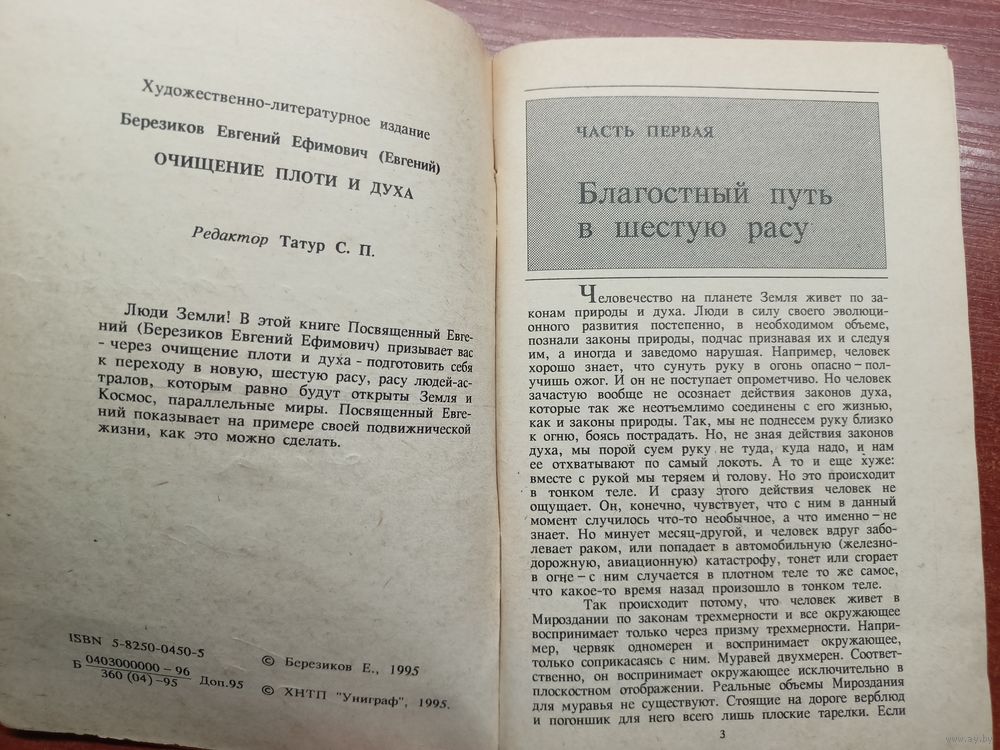 Художественно-литературное издание
Березиков Евгений Ефимович (Евгений)
ОЧИЩЕНИЕ ПЛОТИ И ДУХА
Редактор Татур С. П.
Люди Земли! В этой книге Посвященный Евге-
ний (Березиков Евгений Ефимович) призывает вас
- через очищение плоти и духа - подготовить себя
к переходу в новую, шестую расу, расу людей-ас-
тралов, которым равно будут открыты Земля и
Космос, параллельные миры. Посвященный Евге-
ний показывает на примере своей подвижнической
жизни, как это можно сделать.
ISBN 5-8250-0450-5
Б 0403000000 – 96
360 (04) –95 Доп.95
© Березиков Е., 1995
© ХНТП "Униграф", 1995.
ЧАСТЬ ПЕРВАЯ
Благостный путь
в шестую расу
Человечество на планете Земля живет по за-
конам природы и духа. Люди в силу своего эволюци-
онного развития постепенно, в необходимом объеме,
познали законы природы, подчас признавая их и следуя
им, а иногда и заведомо нарушая. Например, человек
хорошо знает, что сунуть руку в огонь опасно – по-
лучишь ожог. И он не поступает опрометчиво. Но человек
зачастую вообще не осознает действия законов духа,
которые так же неотъемлимо соединены с его жизнью,
как и законы природы. Так, мы не поднесем руку близко
к огню, боясь пострадать. Но, не зная действия законов
духа, мы порой суем руку не туда, куда надо, и нам
ее отхватывают по самый локоть. А то и еще хуже:
вместе с рукой мы теряем и голову. Но это происходит
в тонком теле. И сразу этого действия человек не
ощущает. Он, конечно, чувствует, что с ним в данный
момент случилось что-то необычное, а что именно – не
знает. Но минует месяц-другой, и человек вдруг забо-
левает раком, или попадает в автомобильную (железно-
дорожную, авиационную) катастрофу, тонет или сгорает
в огне – с ним случается в плотном теле то же самое,
что какое-то время назад произошло в тонком теле.
Так происходит потому, что человек живет в
Мироздании по законам трехмерности и все окружающее
воспринимает только через призму трехмерности. Напри-
мер, червяк одномерен и воспринимает окружающее,
только соприкасаясь с ним. Муравей двухмерен. Соответ-
ственно, он воспринимает окружающее исключительно в
плоскостном отображении. Реальные объемы Мироздания
для муравья не существуют. Стоящие на дороге верблюд
и погонщик для него всего лишь плоские тарелки. Если
3
www.ay.by